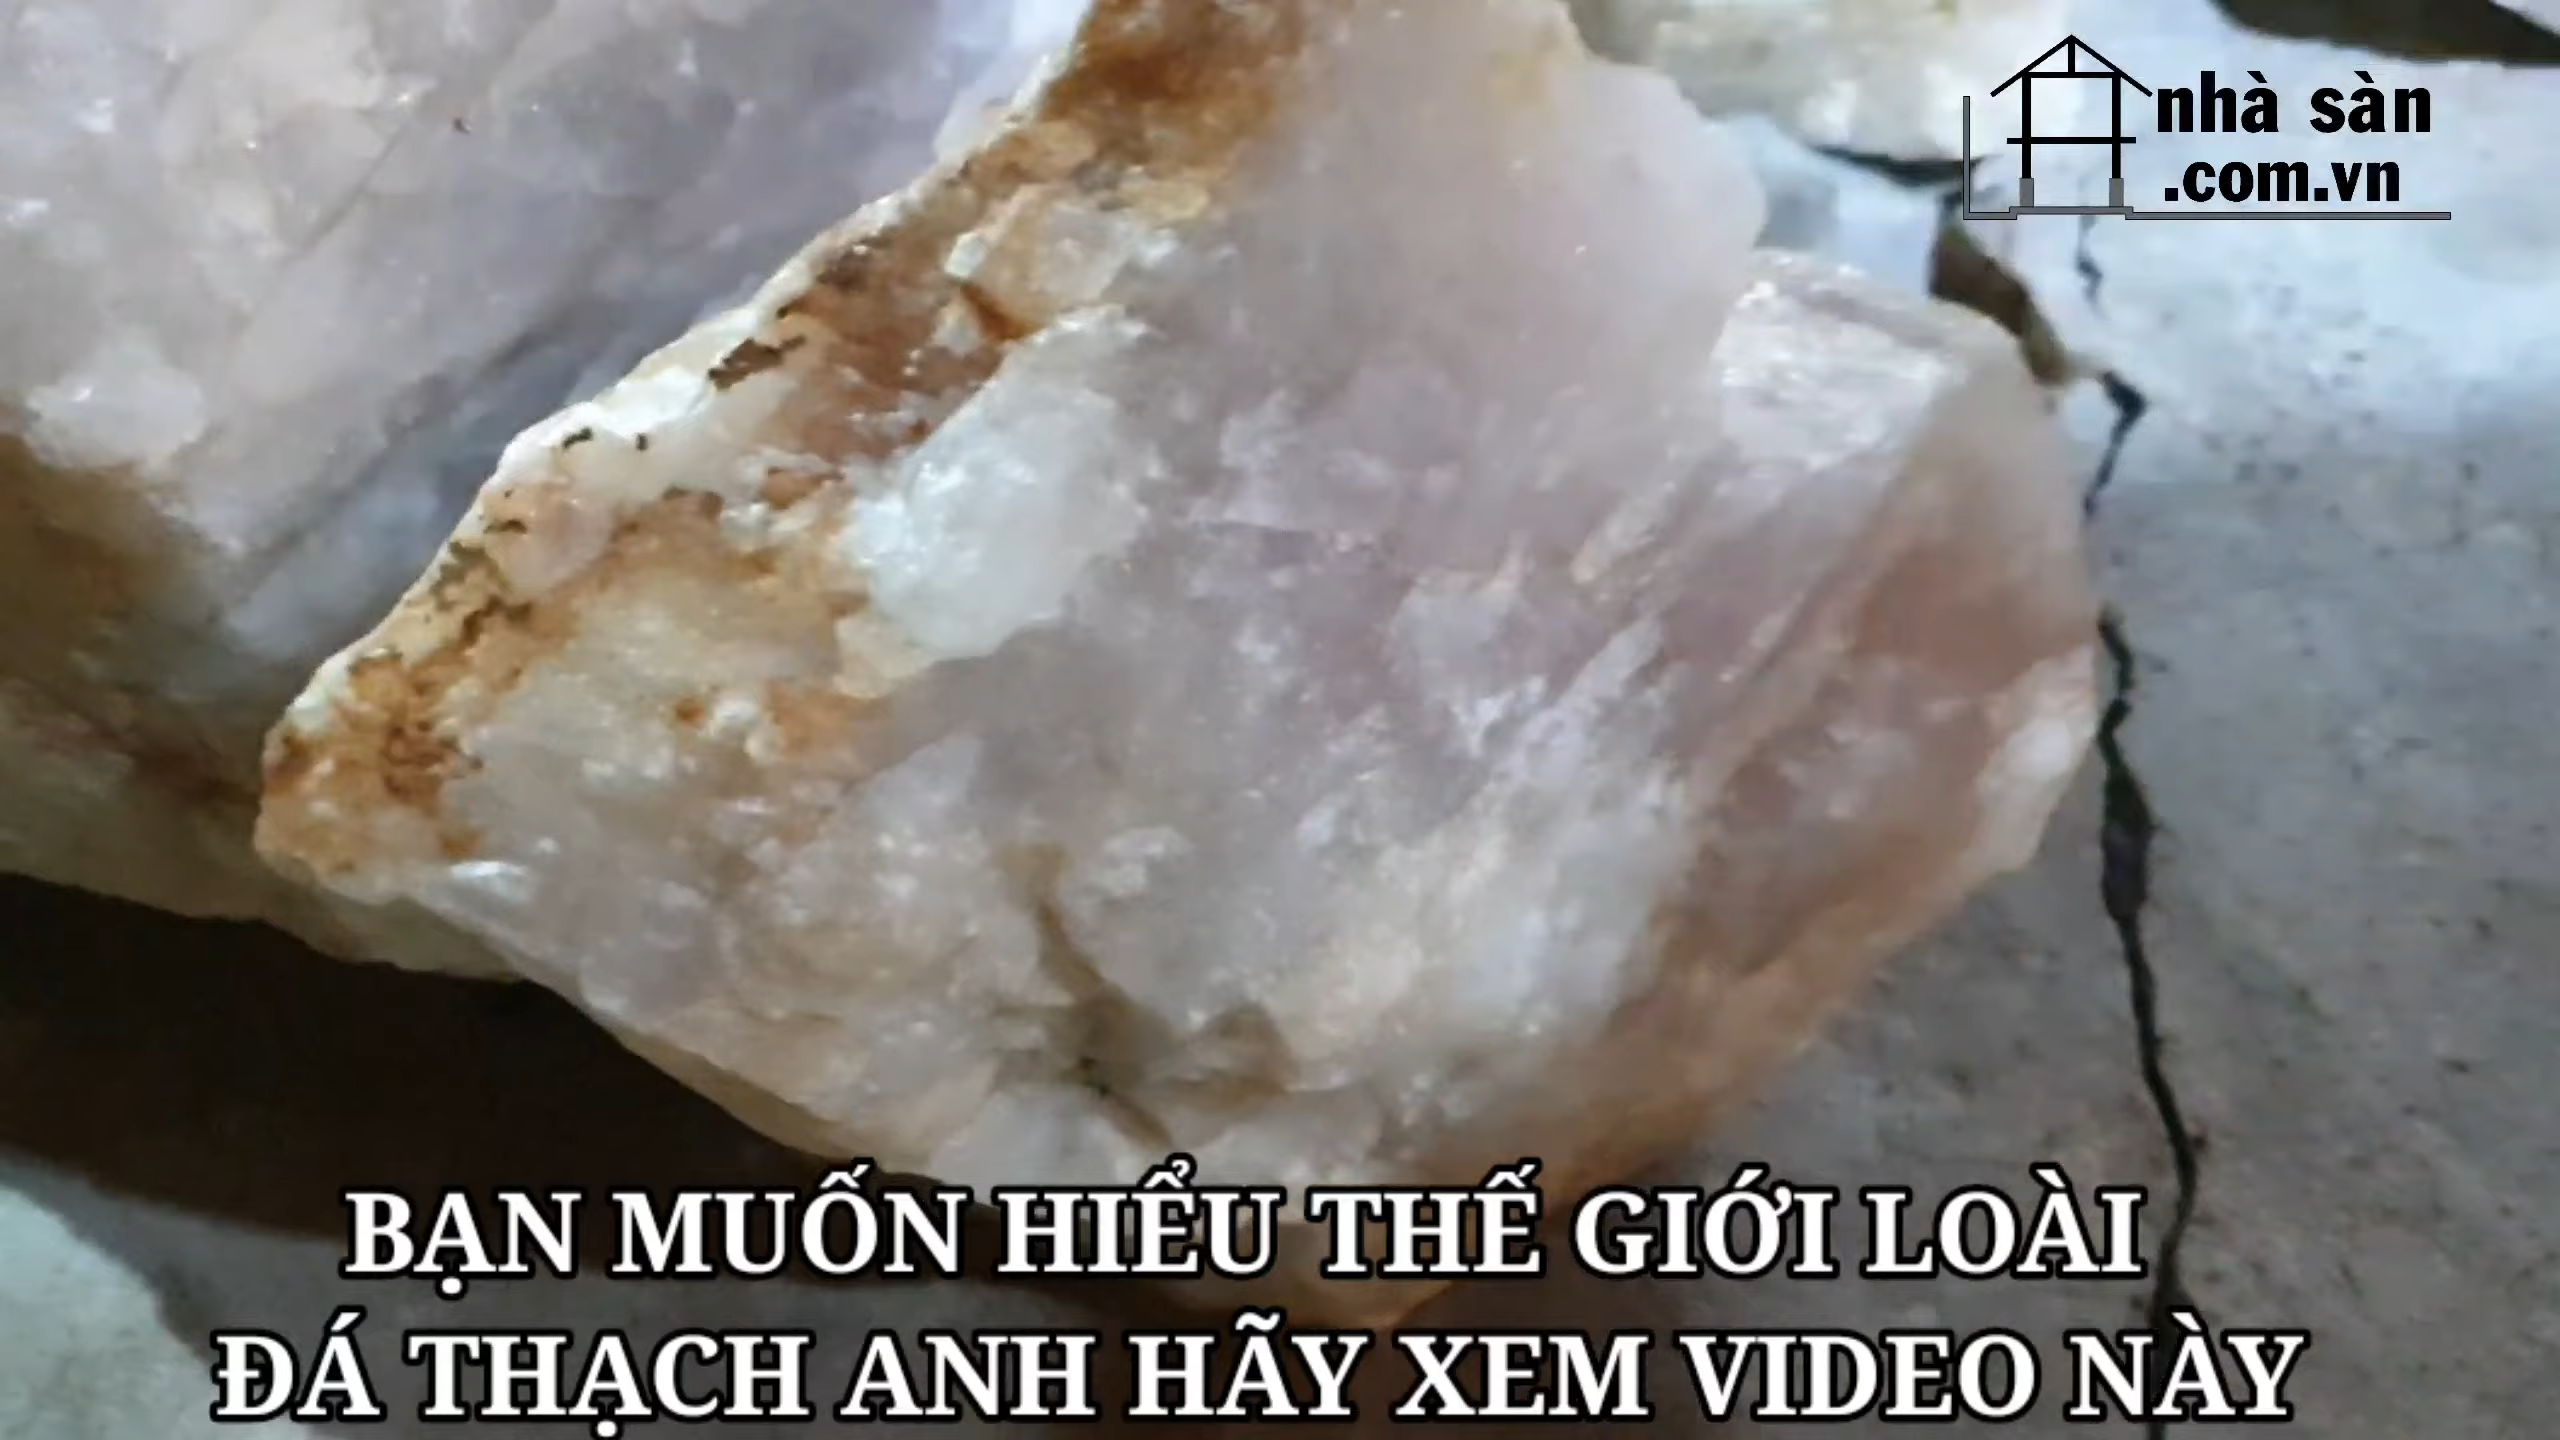 nhà sàn
.com.vn
BẠN MUỐN HIỂU THẾ GIỚI LOÀI
ĐÁ THẠCH ANH HÃY XEM VIDEO NÀY